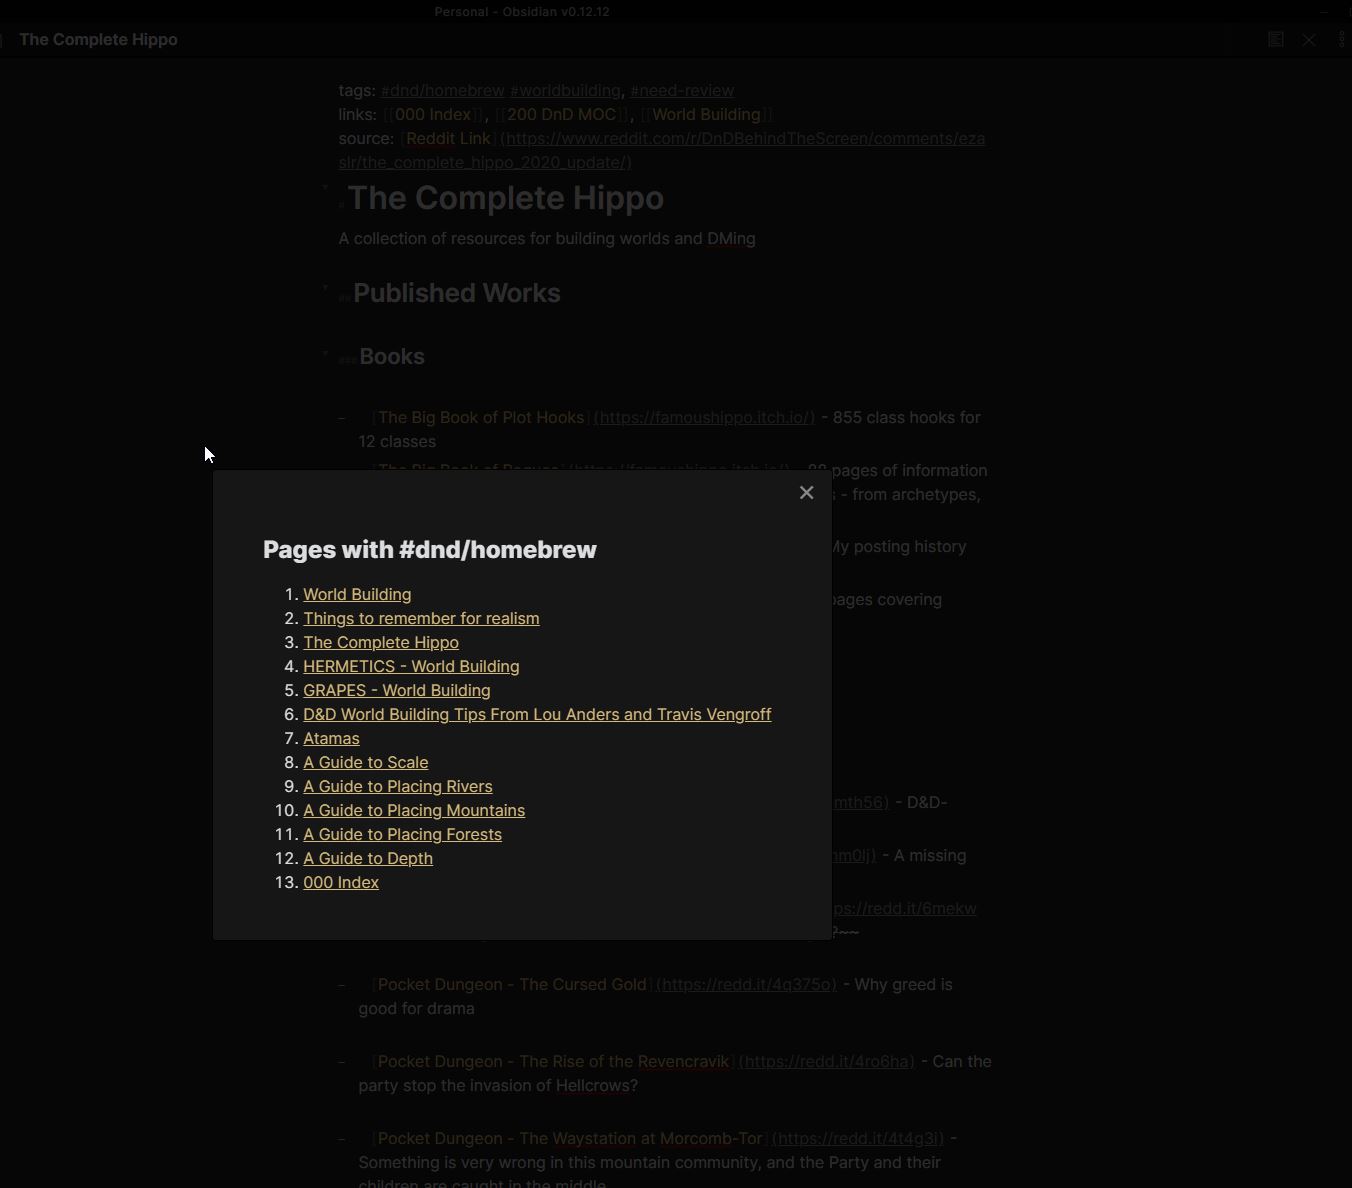 Personal - Obsidian v0.12.12
The Complete Hippo
tags: #dnd/homebrew #worldbuilding, #need-review
links: [[000 Index]], [[200 DnD MOC]], [[World Building]]
source: [Reddit Link](https://www.reddit.com/r/DnDBehindTheScreen/comments/eza
slr/the_complete_hippo_2020_update/)
# The Complete Hippo
A collection of resources for building worlds and DMing
## Published Works
### Books
- [The Big Book of Plot Hooks](https://famoushippo.itch.io/) - 855 class hooks for
12 classes
[The Big Book of Rogues](https://famoushippo.itch.io/) - 88 pages of information
- from archetypes,
My posting history
pages covering
Pages with #dnd/homebrew
1. World Building
2. Things to remember for realism
3. The Complete Hippo
4. HERMETICS - World Building
5. GRAPES - World Building
6. D&D World Building Tips From Lou Anders and Travis Vengroff
7. Atamas
8. A Guide to Scale
9. A Guide to Placing Rivers
10. A Guide to Placing Mountains
11. A Guide to Placing Forests
12. A Guide to Depth
13. 000 Index
mth56) - D&D-
m0lj) - A missing
ps://redd.it/6mekw
?~~
- [Pocket Dungeon - The Cursed Gold](https://redd.it/4q375o) - Why greed is
good for drama
- [Pocket Dungeon - The Rise of the Revencravik](https://redd.it/4ro6ha) - Can the
party stop the invasion of Hellcrows?
- [Pocket Dungeon - The Waystation at Morcomb-Tor](https://redd.it/4t4g3i) -
Something is very wrong in this mountain community, and the Party and their
children are caught in the middle